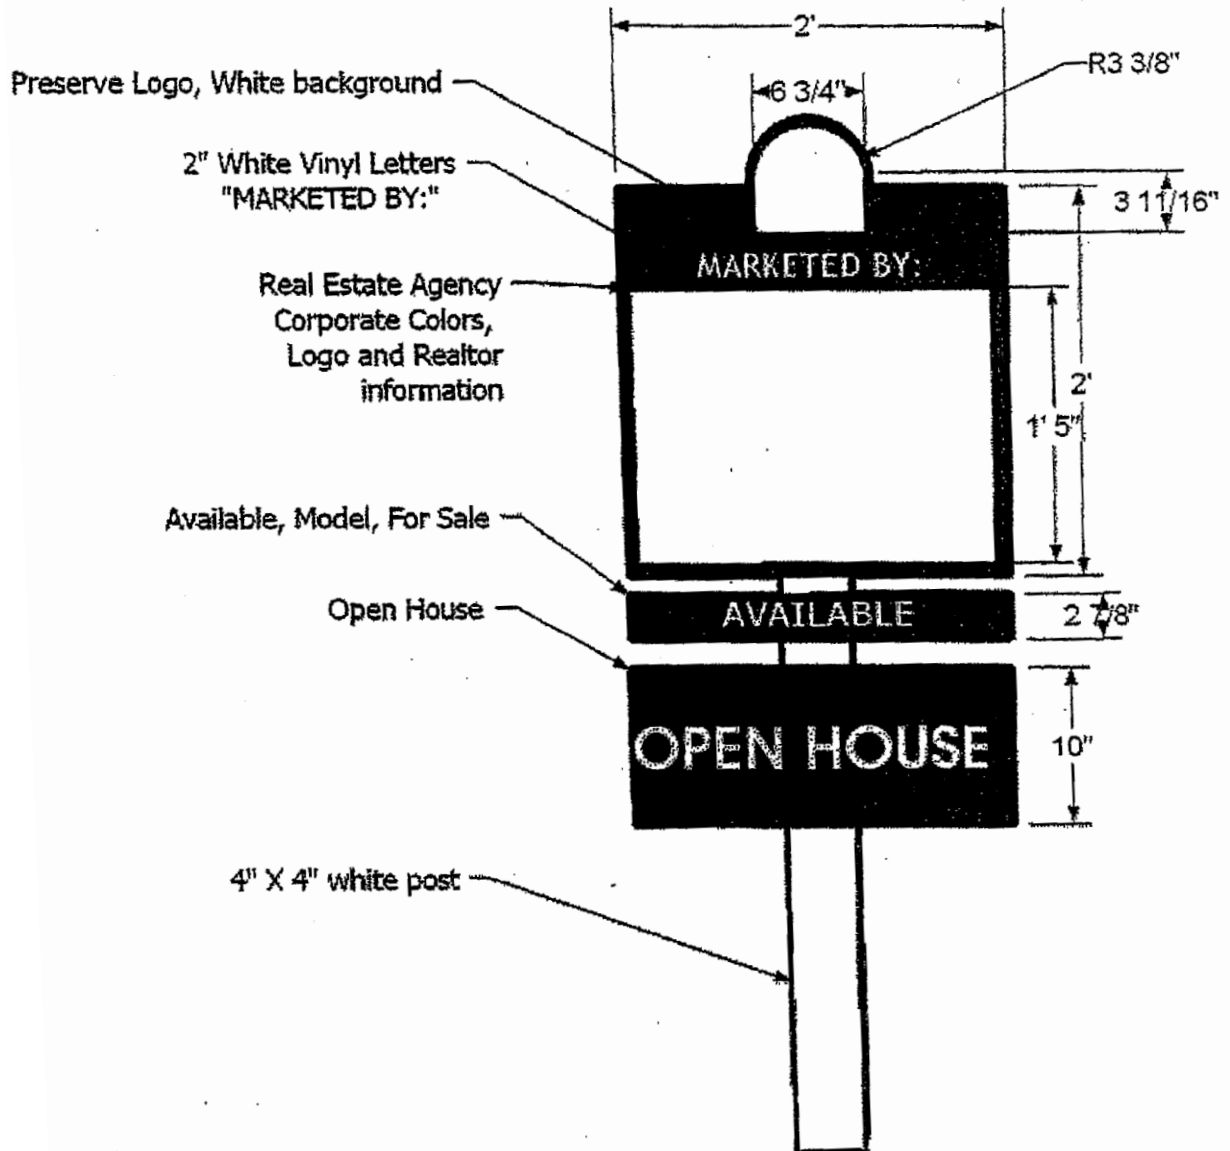 2'
R3 3/8"
Preserve Logo, White background
6 3/4"
2" White Vinyl Letters
"MARKETED BY:"
3 11/16"
MARKETED BY:
Real Estate Agency
Corporate Colors,
Logo and Realtor
information
2'
1' 5"
Available, Model, For Sale
Open House
AVAILABLE
2 7/8"
OPEN HOUSE
10"
4" X 4" white post